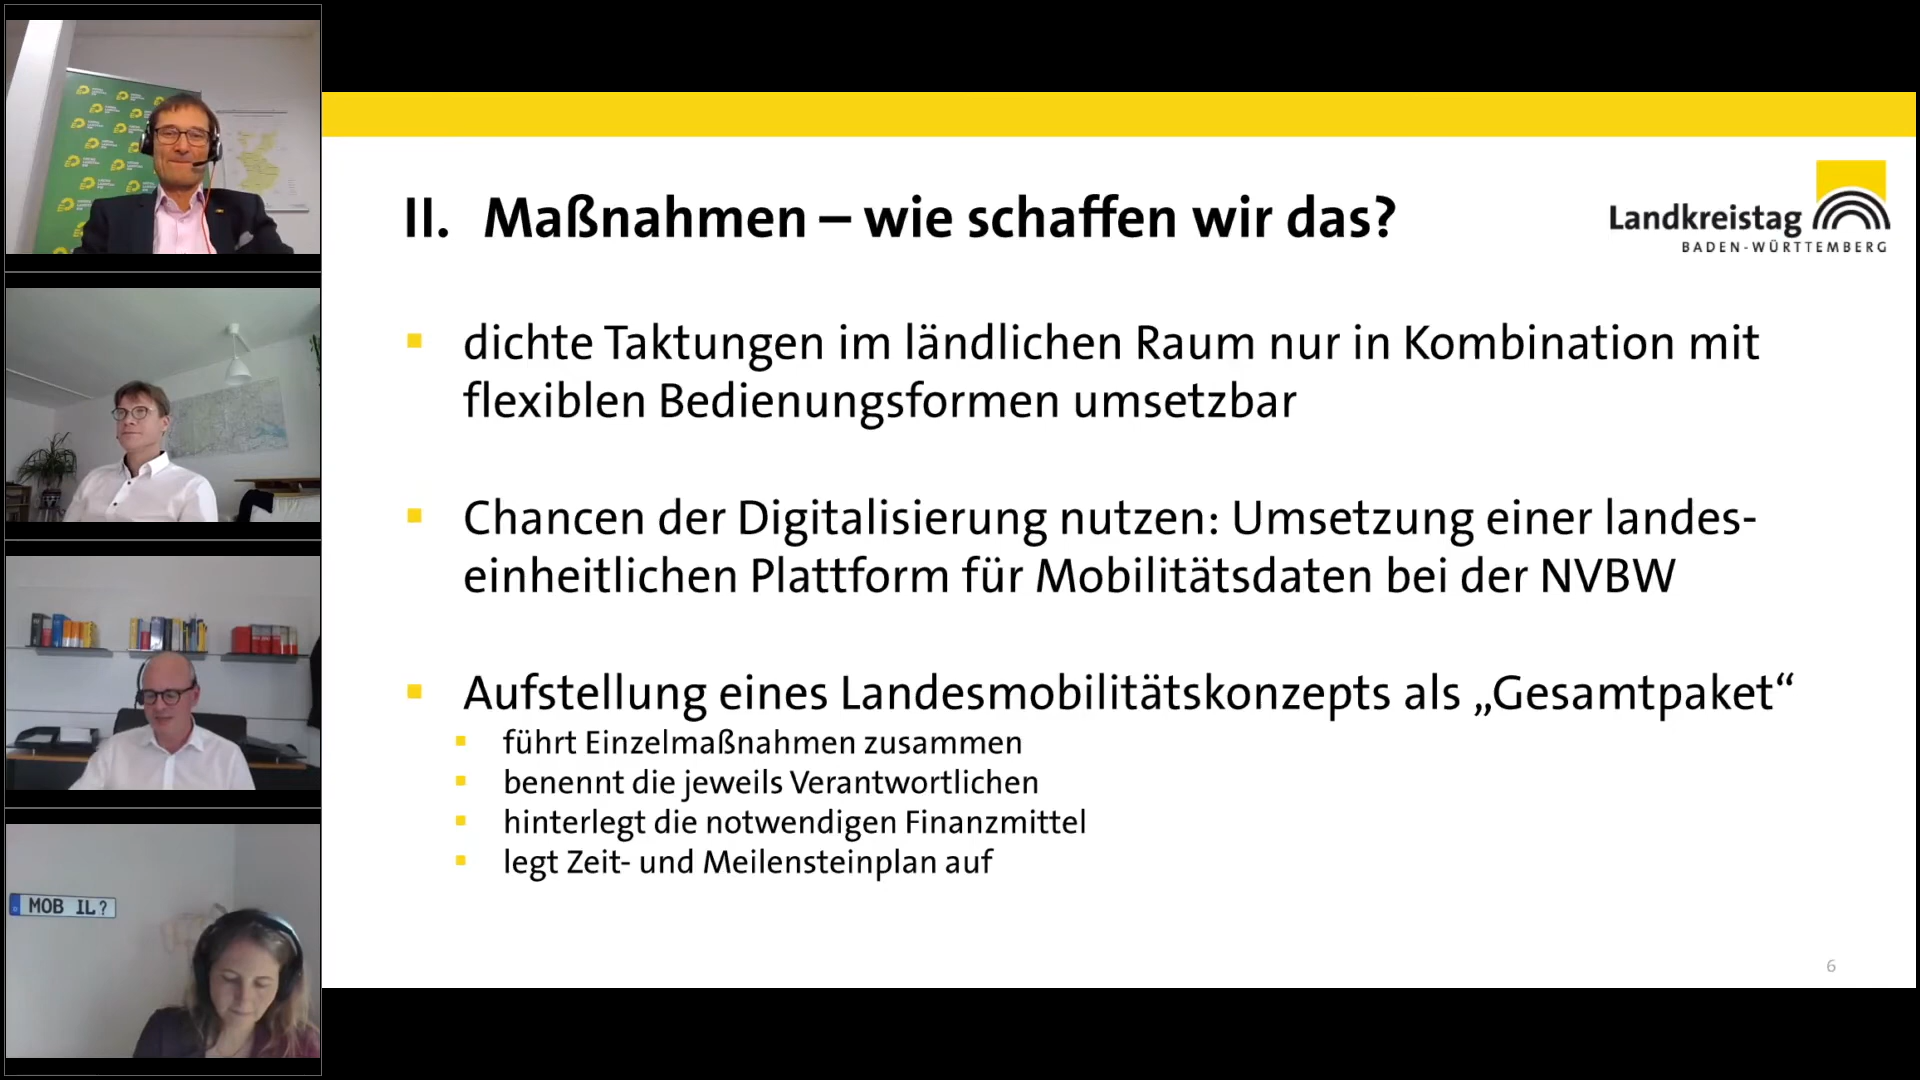 II. Maßnahmen – wie schaffen wir das?
Landkreistag
BADEN-WÜRTTEMBERG
dichte Taktungen im ländlichen Raum nur in Kombination mit
flexiblen Bedienungsformen umsetzbar
Chancen der Digitalisierung nutzen: Umsetzung einer landes-
einheitlichen Plattform für Mobilitätsdaten bei der NVBW
Aufstellung eines Landesmobilitätskonzepts als „Gesamtpaket“
führt Einzelmaßnahmen zusammen
benennt die jeweils Verantwortlichen
hinterlegt die notwendigen Finanzmittel
legt Zeit- und Meilensteinplan auf
6
MOB IL?